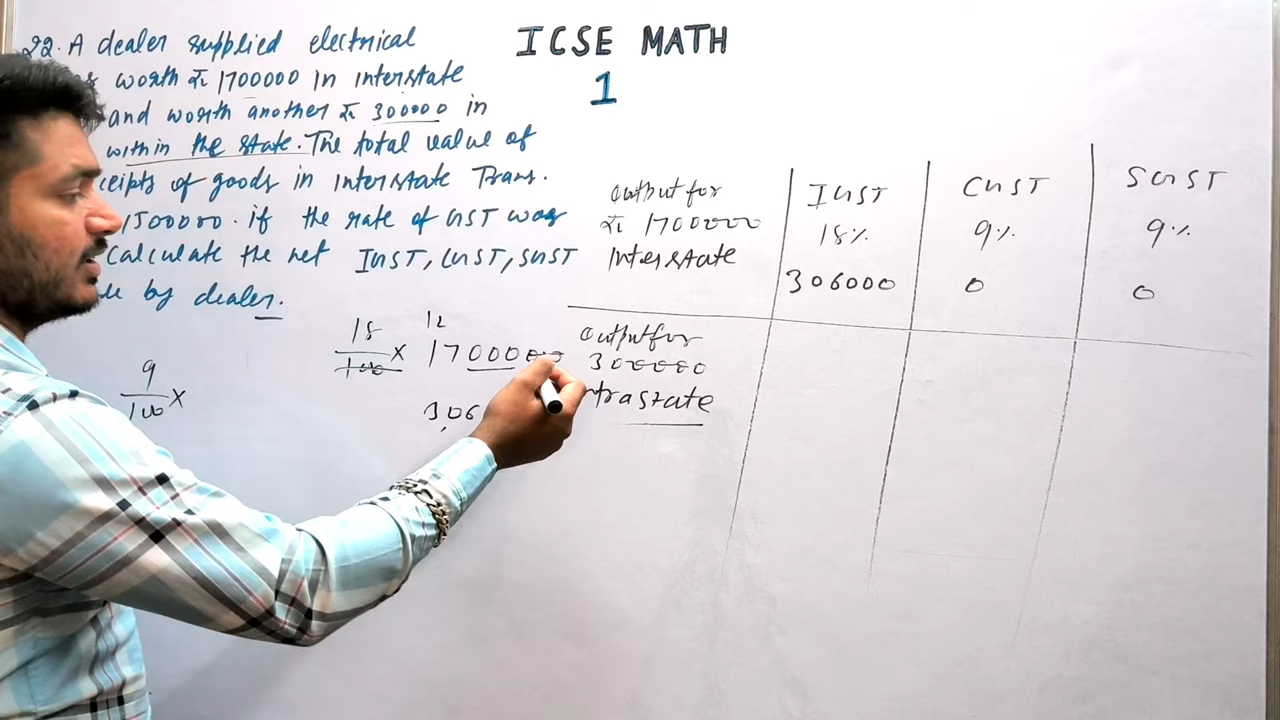 ICSE MATH
1
22. A dealer supplied electrical
worth ₹ 1700000 in interstate
and worth another ₹ 300000 in
within the state. The total value of
of goods in interstate Trans.
1500000. if the rate of GST was
Calculate the net IGST, CGST, SGST
by dealer.
9
100 X
18 12
100 X 1700000
306
output for
₹ 1700000
Interstate
IGST CGST SGST
18% 9% 9%
306000 0 0
output for
300000
intrastate